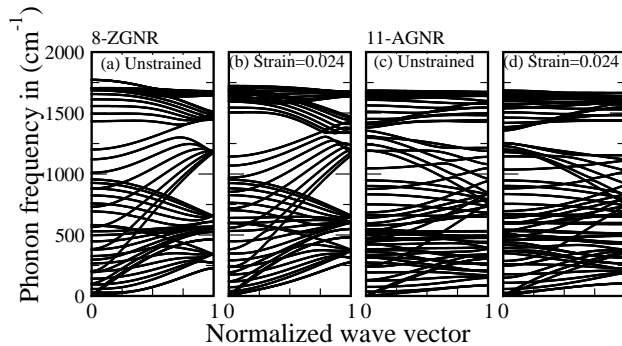 8-ZGNR 11-AGNR
(a) Unstrained (b) Strain=0.024 (c) Unstrained (d) Strain=0.024
Phonon frequency in (cm⁻¹)
2000
1500
1000
500
0
0 1 0 1 0 1 0 1
Normalized wave vector